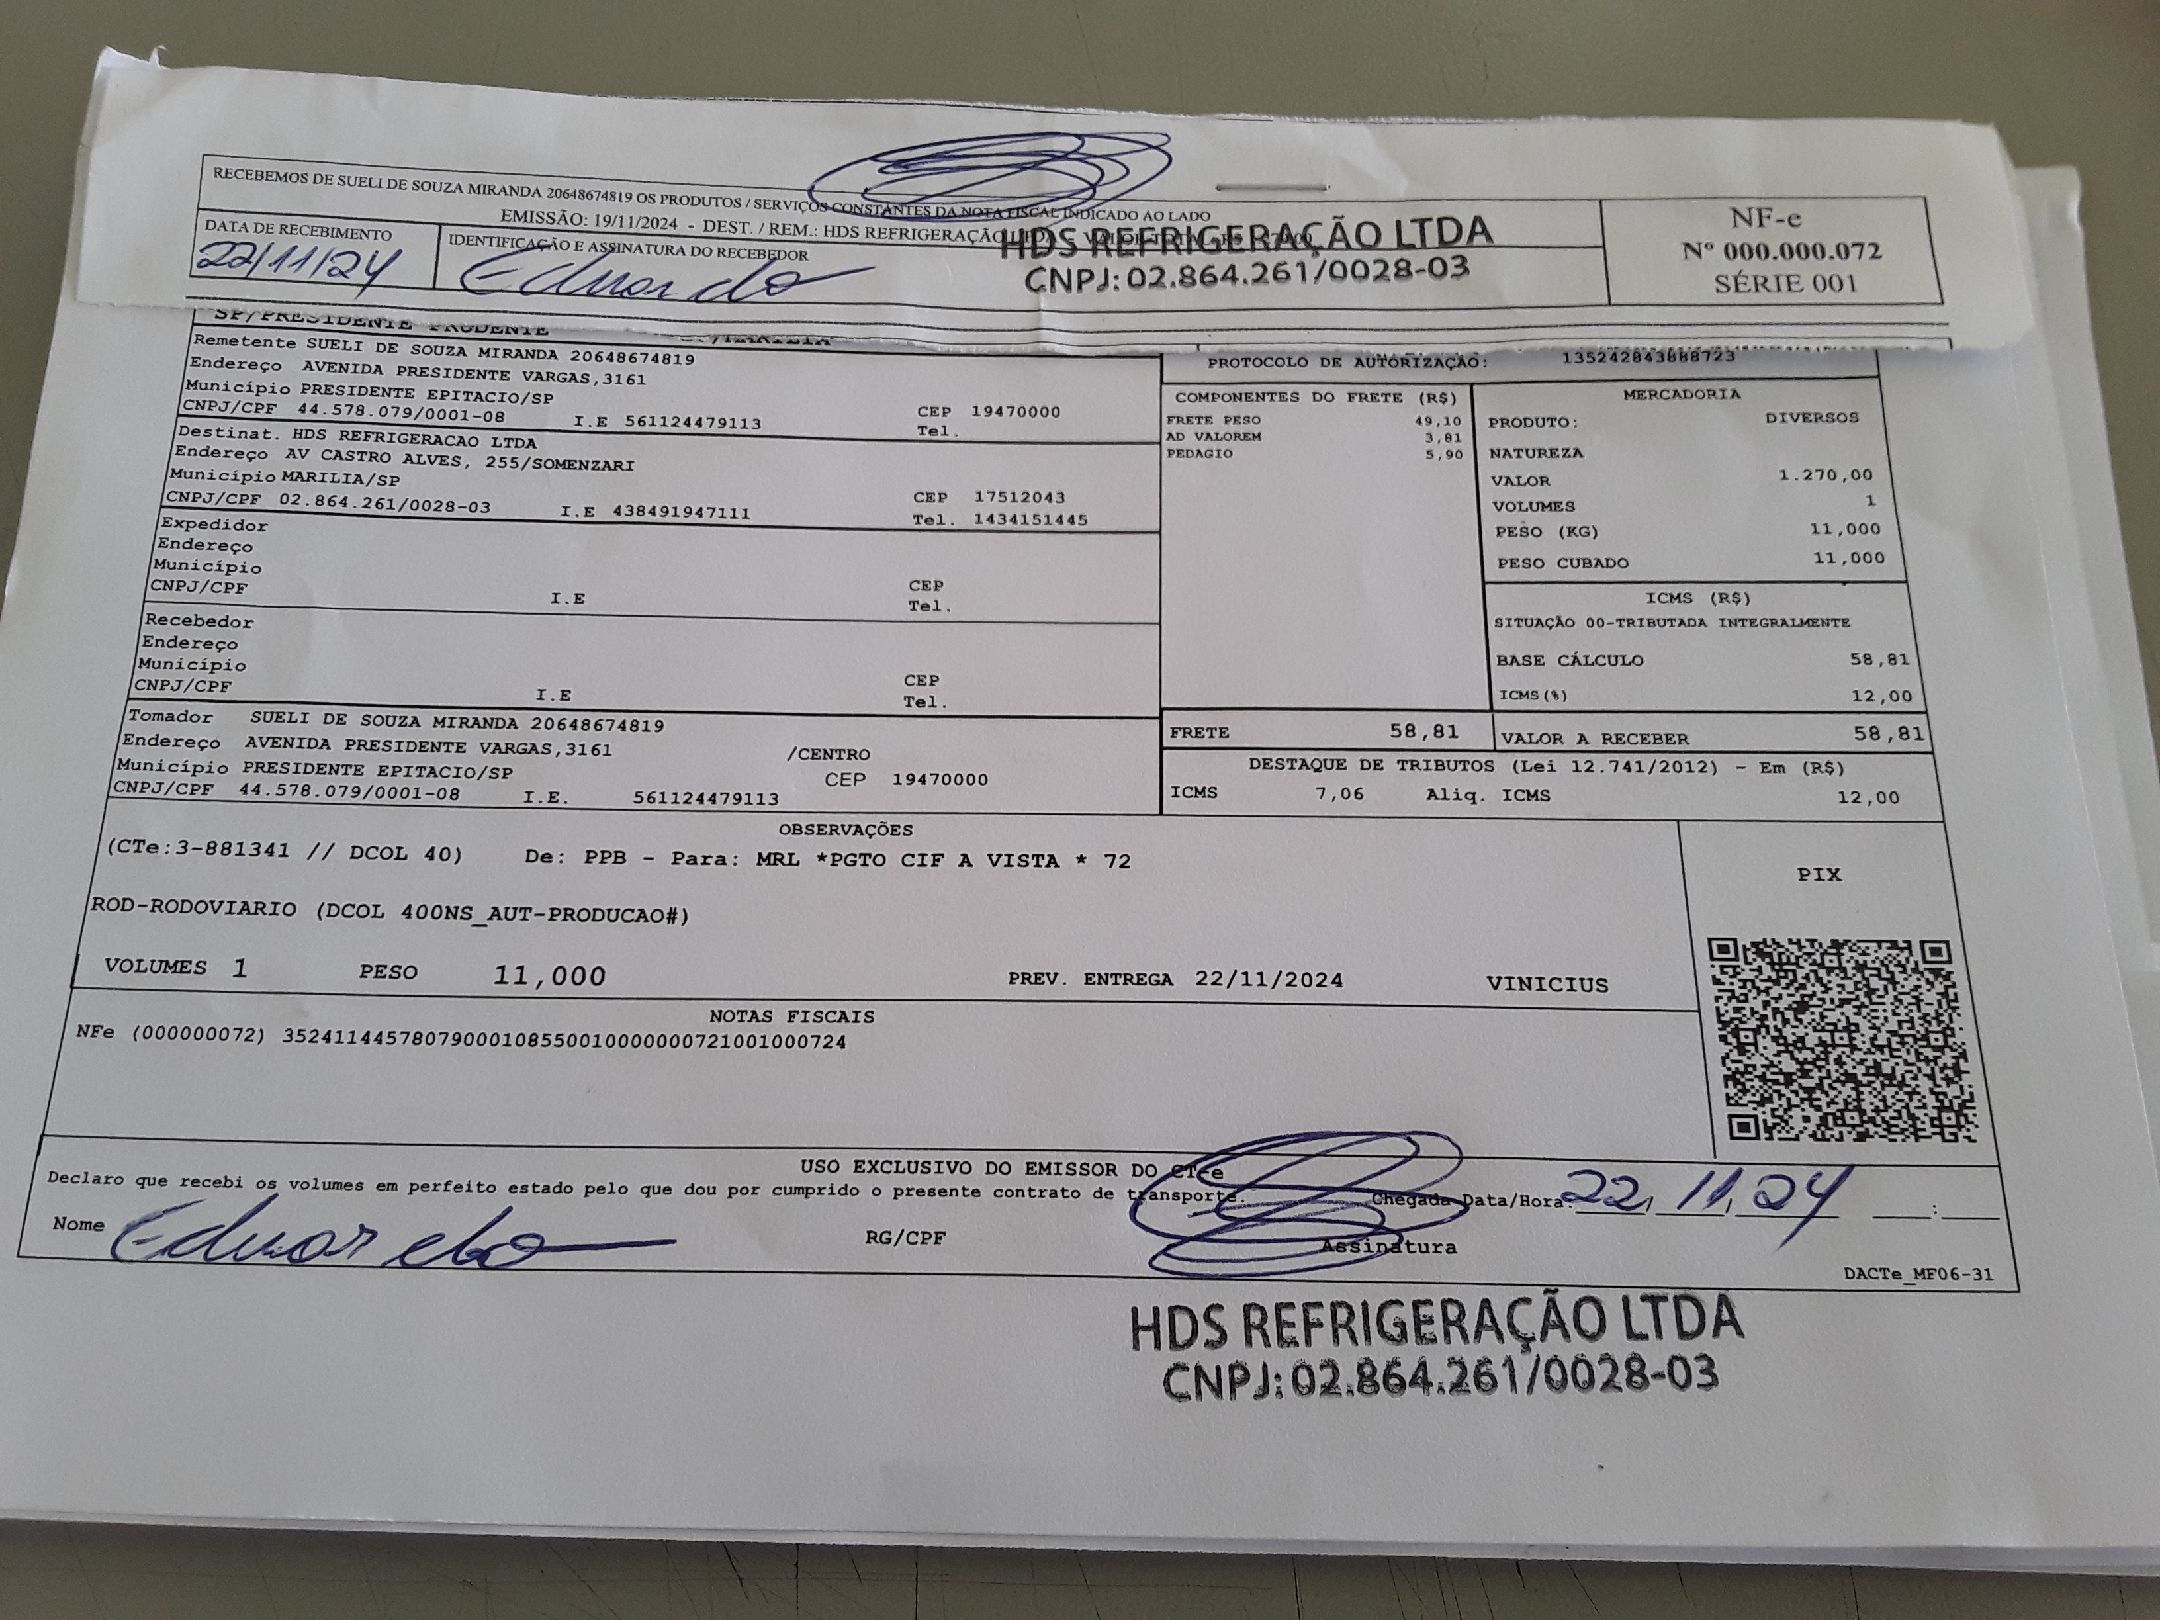 RECEBEMOS DE SUELI DE SOUZA MIRANDA 20648674819 OS PRODUTOS / SERVIÇOS CONSTANTES DA NOTA FISCAL INDICADO AO LADO
EMISSÃO: 19/11/2024 - DEST. / REM.: HDS REFRIGERAÇÃO
DATA DE RECEBIMENTO
22/11/24
IDENTIFICAÇÃO E ASSINATURA DO RECEBEDOR
Eduardo
HDS REFRIGERAÇÃO LTDA
CNPJ: 02.864.261/0028-03
NF-e
Nº 000.000.072
SÉRIE 001
SP/PRESIDENTE PRUDENTE
Remetente SUELI DE SOUZA MIRANDA 20648674819
Endereço AVENIDA PRESIDENTE VARGAS,3161
Município PRESIDENTE EPITACIO/SP
CNPJ/CPF 44.578.079/0001-08 I.E 561124479113
CEP 19470000
Tel.
Destinat. HDS REFRIGERACAO LTDA
Endereço AV CASTRO ALVES, 255/SOMENZARI
Município MARILIA/SP
CNPJ/CPF 02.864.261/0028-03 I.E 438491947111
CEP 17512043
Tel. 1434151445
Expedidor
Endereço
Município
CNPJ/CPF I.E
CEP
Tel.
Recebedor
Endereço
Município
CNPJ/CPF I.E
CEP
Tel.
Tomador SUELI DE SOUZA MIRANDA 20648674819
Endereço AVENIDA PRESIDENTE VARGAS,3161 /CENTRO
Município PRESIDENTE EPITACIO/SP CEP 19470000
CNPJ/CPF 44.578.079/0001-08 I.E. 561124479113
PROTOCOLO DE AUTORIZAÇÃO: 135242843888723
COMPONENTES DO FRETE (R$)
FRETE PESO 49,10
AD VALOREM 3,81
PEDAGIO 5,90
MERCADORIA
PRODUTO: DIVERSOS
NATUREZA
VALOR 1.270,00
VOLUMES 1
PESO (KG) 11,000
PESO CUBADO 11,000
ICMS (R$)
SITUAÇÃO 00-TRIBUTADA INTEGRALMENTE
BASE CÁLCULO 58,81
ICMS(%) 12,00
FRETE 58,81
VALOR A RECEBER 58,81
DESTAQUE DE TRIBUTOS (Lei 12.741/2012) - Em (R$)
ICMS 7,06 Aliq. ICMS 12,00
OBSERVAÇÕES
(CTe:3-881341 // DCOL 40) De: PPB - Para: MRL *PGTO CIF A VISTA * 72
ROD-RODOVIARIO (DCOL 400NS_AUT-PRODUCAO#)
VOLUMES 1 PESO 11,000 PREV. ENTREGA 22/11/2024 VINICIUS
PIX
NOTAS FISCAIS
NFe (000000072) 35241144578079000108550010000000721001000724
USO EXCLUSIVO DO EMISSOR DO CT-e
Declaro que recebi os volumes em perfeito estado pelo que dou por cumprido o presente contrato de transporte.
Chegada Data/Hora: 22, 11, 24 :
Nome Eduardo RG/CPF Assinatura
DACTe_MF06-31
HDS REFRIGERAÇÃO LTDA
CNPJ: 02.864.261/0028-03